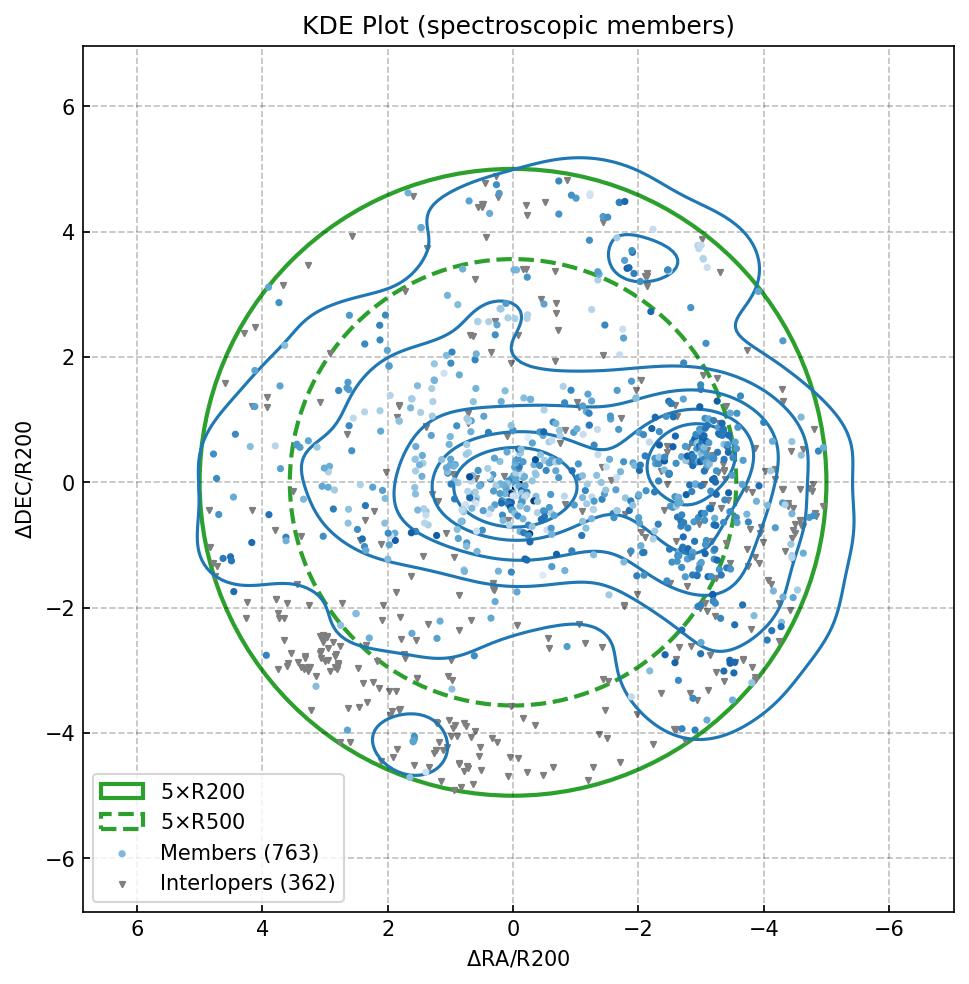 KDE Plot (spectroscopic members)
6
4
2
0
−2
−4
−6
ΔDEC/R200
5×R200
5×R500
Members (763)
Interlopers (362)
6
4
2
0
−2
−4
−6
ΔRA/R200